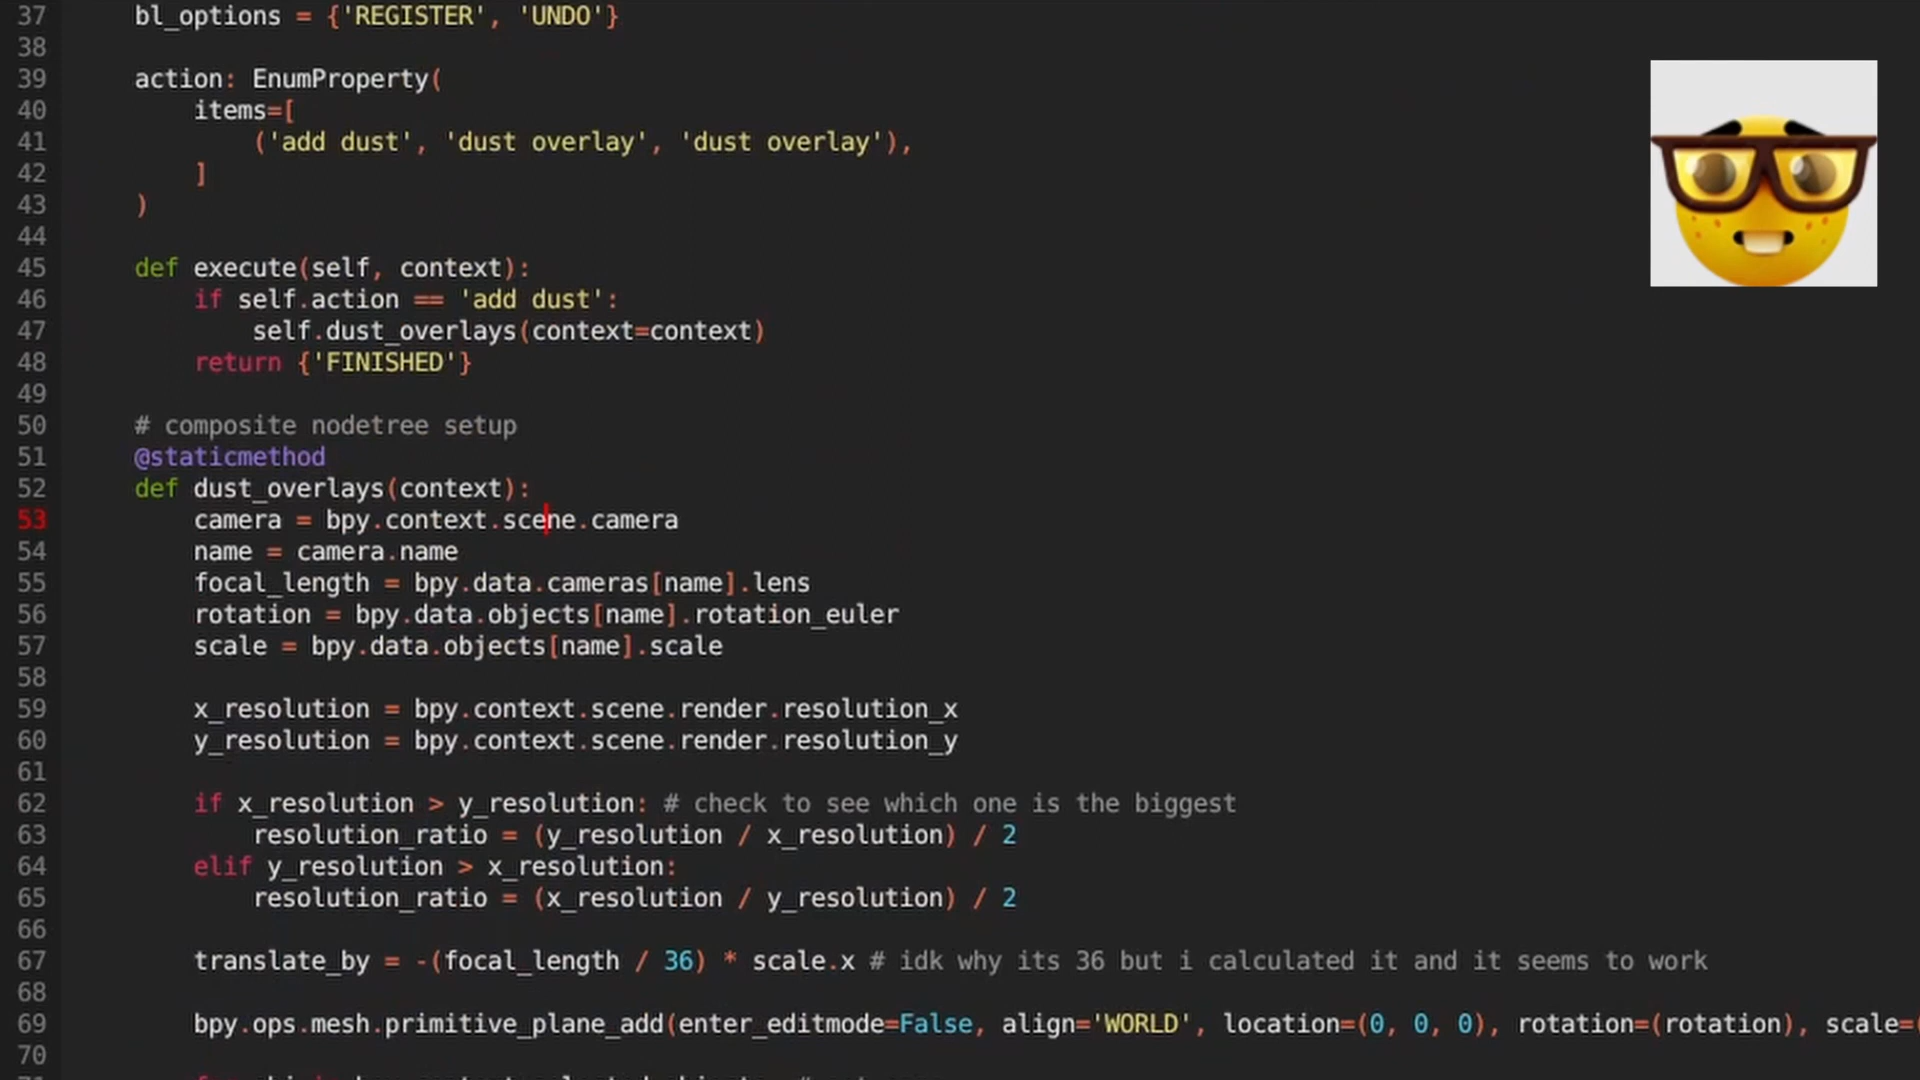 37 bl_options = {'REGISTER', 'UNDO'}
38
39 action: EnumProperty(
40 items=[
41 ('add dust', 'dust overlay', 'dust overlay'),
42 ]
43 )
44
45 def execute(self, context):
46 if self.action == 'add dust':
47 self.dust_overlays(context=context)
48 return {'FINISHED'}
49
50 # composite nodetree setup
51 @staticmethod
52 def dust_overlays(context):
53 camera = bpy.context.scene.camera
54 name = camera.name
55 focal_length = bpy.data.cameras[name].lens
56 rotation = bpy.data.objects[name].rotation_euler
57 scale = bpy.data.objects[name].scale
58
59 x_resolution = bpy.context.scene.render.resolution_x
60 y_resolution = bpy.context.scene.render.resolution_y
61
62 if x_resolution > y_resolution: # check to see which one is the biggest
63 resolution_ratio = (y_resolution / x_resolution) / 2
64 elif y_resolution > x_resolution:
65 resolution_ratio = (x_resolution / y_resolution) / 2
66
67 translate_by = -(focal_length / 36) * scale.x # idk why its 36 but i calculated it and it seems to work
68
69 bpy.ops.mesh.primitive_plane_add(enter_editmode=False, align='WORLD', location=(0, 0, 0), rotation=(rotation), scale=(
70